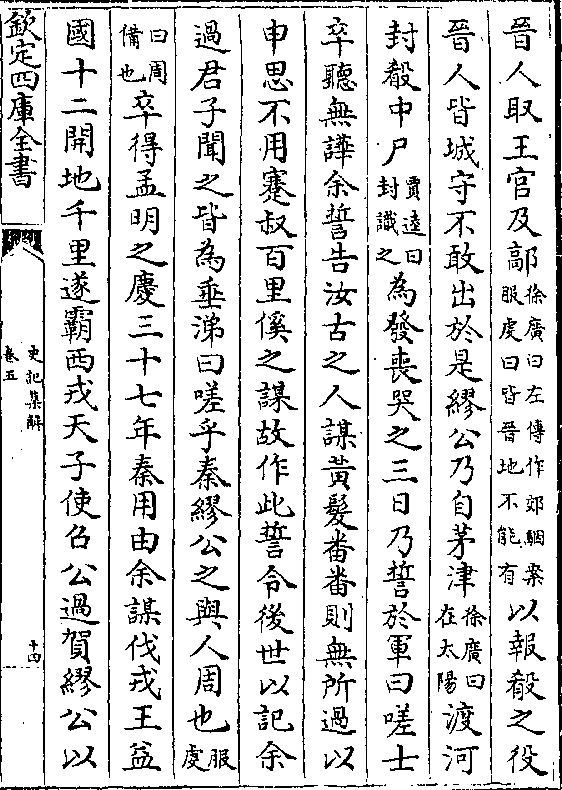 晉人取王官及鄗徐廣曰左傳作郊駰案服䖍曰皆晉地不能有以報殽之役
晉人皆城守不敢出於是繆公乃自茅津徐廣曰在太陽渡河
封殽中尸賈逵曰封識之為發喪哭之三日乃誓於軍曰嗟士
卒聽無譁余誓告汝古之人謀黃髮番番則無所過以
申思不用蹇叔百里傒之謀故作此誓令後世以記余
過君子聞之皆為垂涕曰嗟乎秦繆公之與人周也服䖍
曰周備也卒得孟明之慶三十七年秦用由余謀伐戎王益
國十二開地千里遂霸西戎天子使召公過賀繆公以
欽定四庫全書
史記集解
卷五
十四